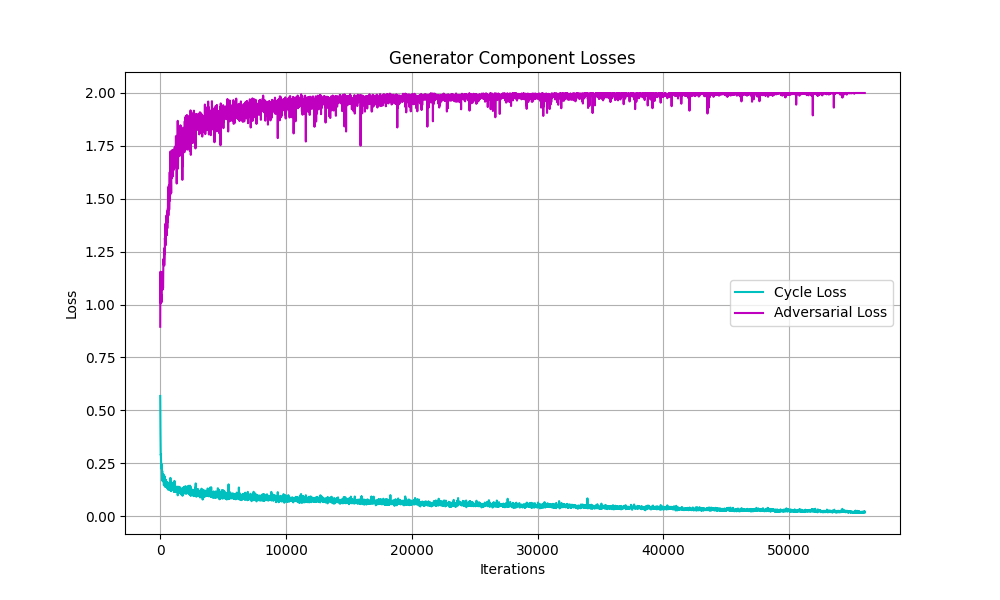 Generator Component Losses
2.00
1.75
1.50
1.25
1.00
0.75
0.50
0.25
0.00
Loss
Cycle Loss
Adversarial Loss
0 10000 20000 30000 40000 50000
Iterations